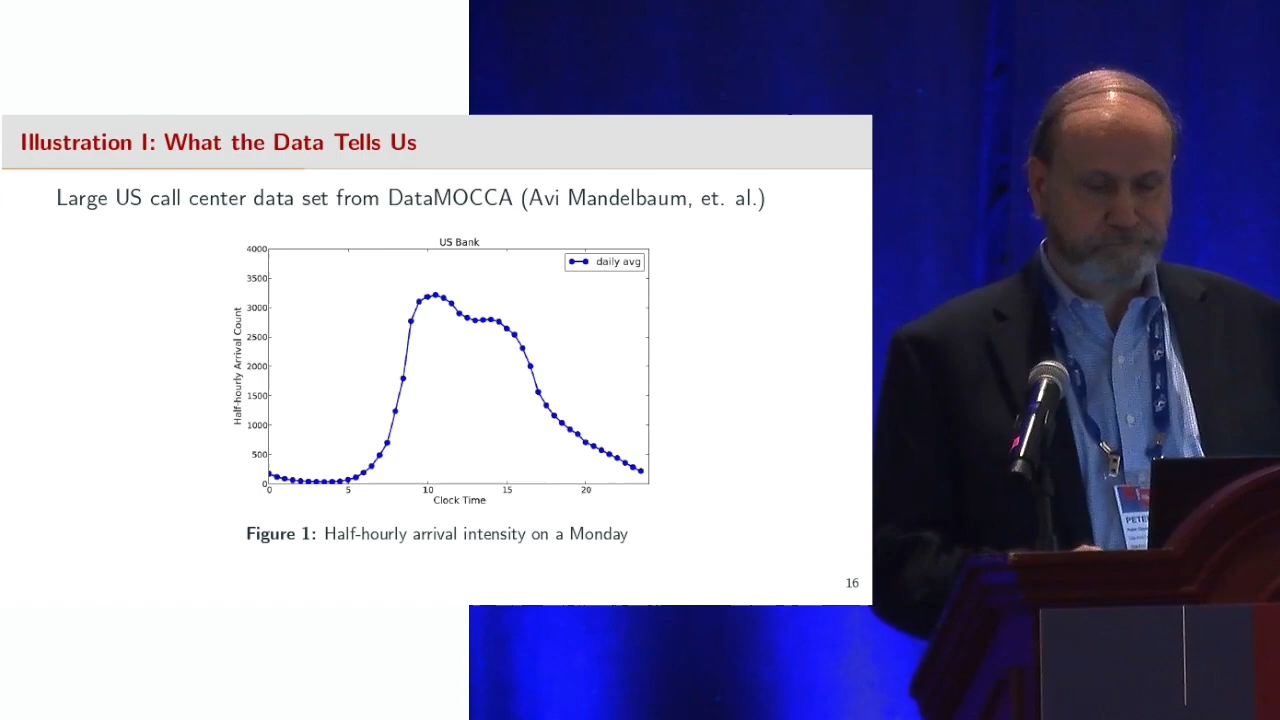 Illustration I: What the Data Tells Us
Large US call center data set from DataMOCCA (Avi Mandelbaum, et. al.)
US Bank
daily avg
4000
3500
3000
2500
2000
1500
1000
500
0
Half-hourly Arrival Count
0 5 10 15 20
Clock Time
Figure 1: Half-hourly arrival intensity on a Monday
16
PETE